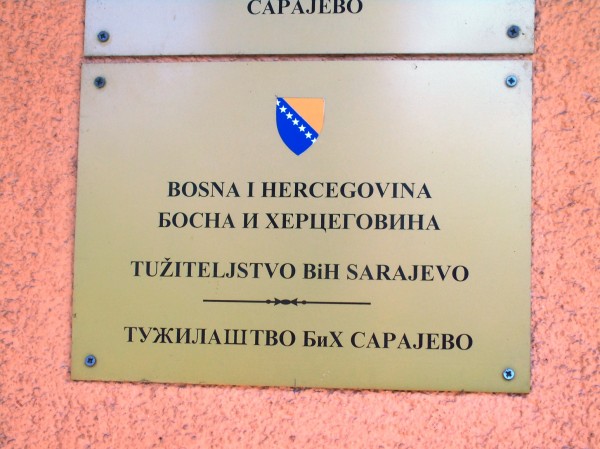 САРАЈЕВО
BOSNA I HERCEGOVINA
БОСНА И ХЕРЦЕГОВИНА
TUŽITELJSTVO BiH SARAJEVO
ТУЖИЛАШТВО БиХ САРАЈЕВО